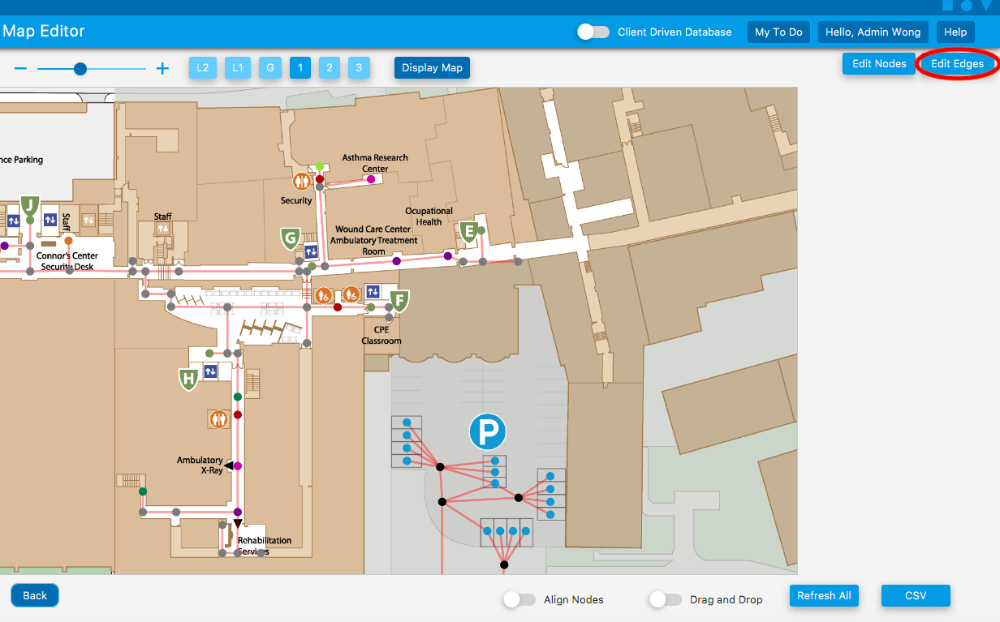 Map Editor
Client Driven Database
My To Do
Hello, Admin Wong
Help
L2
L1
G
1
2
3
Display Map
Edit Nodes
Edit Edges
nce Parking
Asthma Research
Center
Security
J
Staff
Staff
Ocupational
Health
E
G
Wound Care Center
Ambulatory Treatment
Room
Connor's Center
Security Desk
F
CPE
Classroom
H
P
Ambulatory
X-Ray
Rehabilitation
Services
Back
Align Nodes
Drag and Drop
Refresh All
CSV